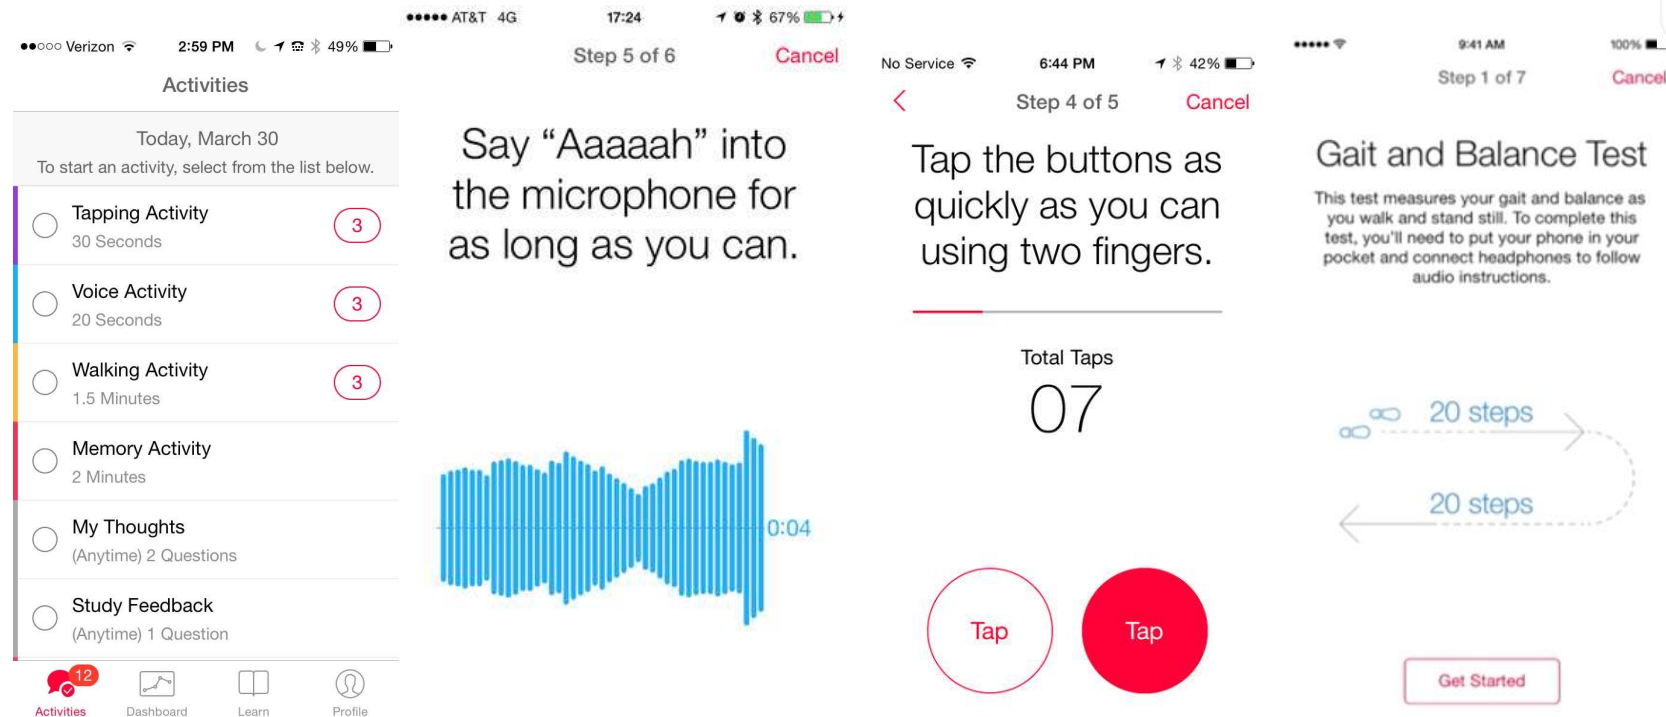 Verizon 2:59 PM 49%
Activities
Today, March 30
To start an activity, select from the list below.
Tapping Activity
30 Seconds
3
Voice Activity
20 Seconds
3
Walking Activity
1.5 Minutes
3
Memory Activity
2 Minutes
My Thoughts
(Anytime) 2 Questions
Study Feedback
(Anytime) 1 Question
12
Activities Dashboard Learn Profile
AT&T 4G 17:24 67%
Step 5 of 6 Cancel
Say “Aaaaah” into
the microphone for
as long as you can.
0:04
No Service 6:44 PM 42%
Step 4 of 5 Cancel
Tap the buttons as
quickly as you can
using two fingers.
Total Taps
07
Tap Tap
9:41 AM 100%
Step 1 of 7 Cancel
Gait and Balance Test
This test measures your gait and balance as
you walk and stand still. To complete this
test, you'll need to put your phone in your
pocket and connect headphones to follow
audio instructions.
20 steps
20 steps
Get Started